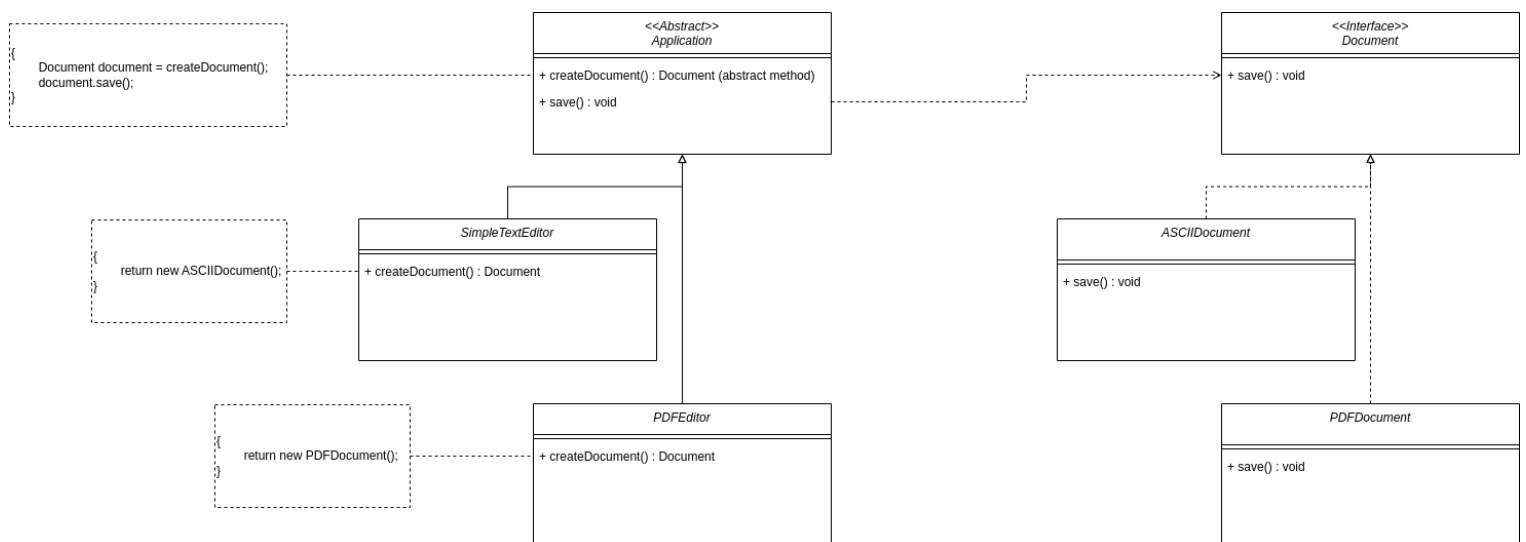 {
Document document = createDocument();
document.save();
}
<<Abstract>>
Application
+ createDocument() : Document (abstract method)
+ save() : void
<<Interface>>
Document
+ save() : void
{
return new ASCIIDocument();
}
SimpleTextEditor
+ createDocument() : Document
ASCIIDocument
+ save() : void
{
return new PDFDocument();
}
PDFEditor
+ createDocument() : Document
PDFDocument
+ save() : void